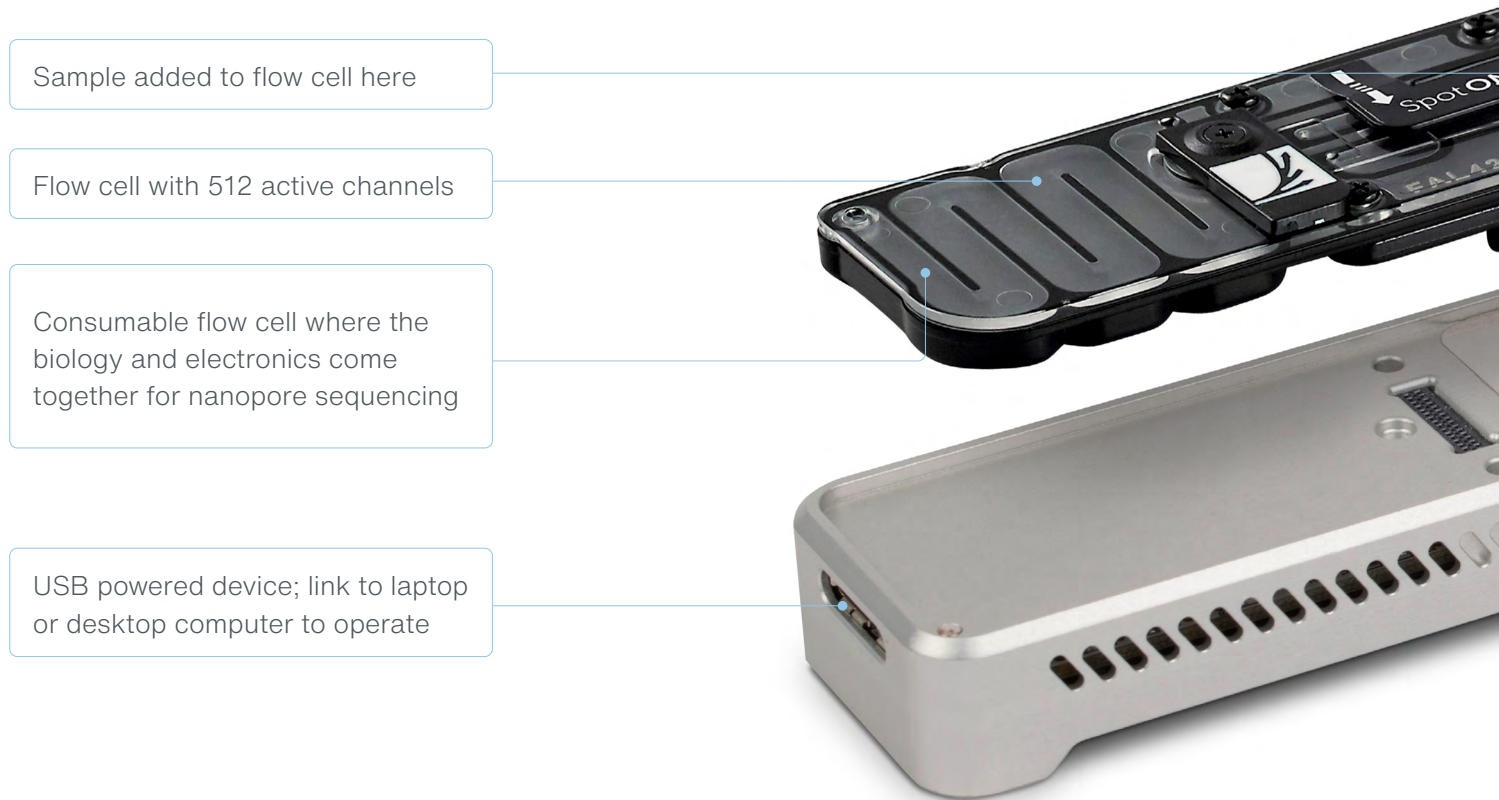 Sample added to flow cell here
Flow cell with 512 active channels
Consumable flow cell where the
biology and electronics come
together for nanopore sequencing
USB powered device; link to laptop
or desktop computer to operate
Spot